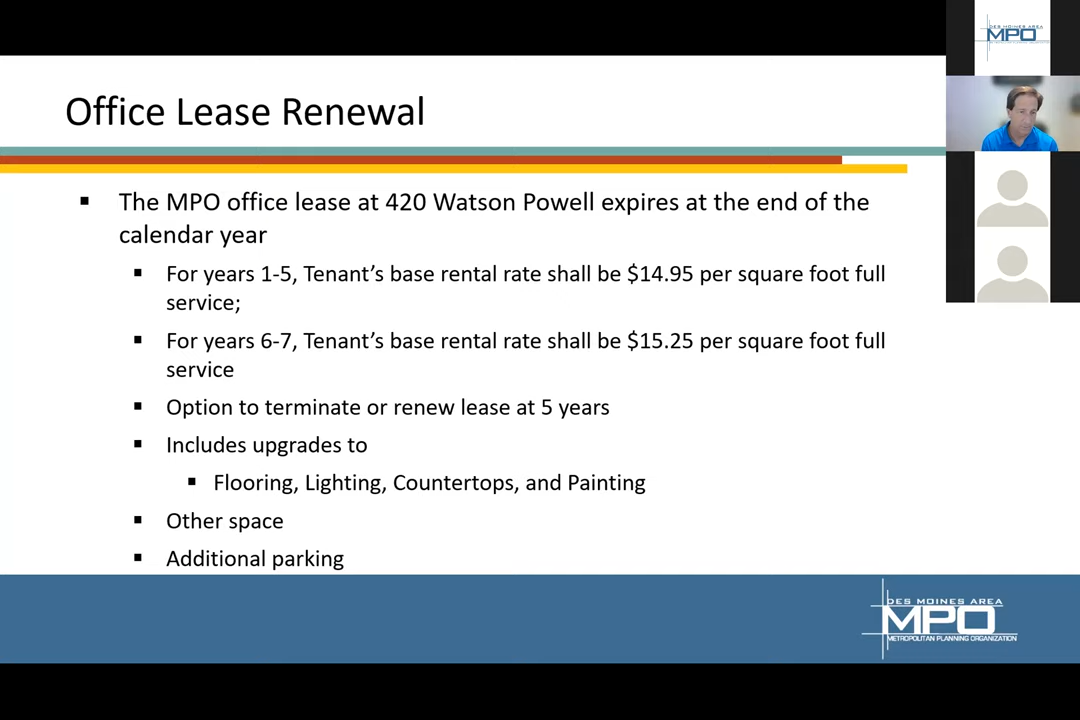 Office Lease Renewal
▪ The MPO office lease at 420 Watson Powell expires at the end of the
calendar year
▪ For years 1-5, Tenant’s base rental rate shall be $14.95 per square foot full
service;
▪ For years 6-7, Tenant’s base rental rate shall be $15.25 per square foot full
service
▪ Option to terminate or renew lease at 5 years
▪ Includes upgrades to
▪ Flooring, Lighting, Countertops, and Painting
▪ Other space
▪ Additional parking
DES MOINES AREA
MPO
METROPOLITAN PLANNING ORGANIZATION
DES MOINES AREA
MPO